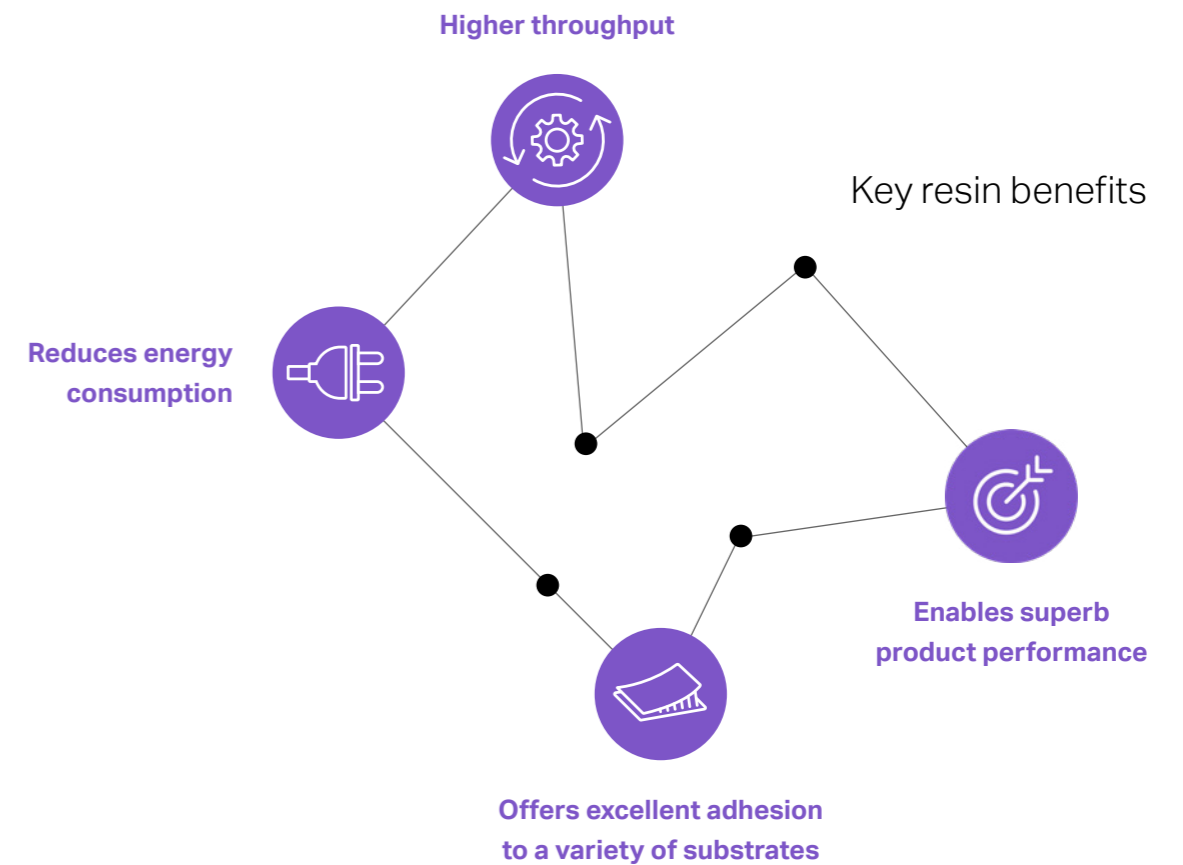 Higher throughput
Key resin benefits
Reduces energy
consumption
Enables superb
product performance
Offers excellent adhesion
to a variety of substrates